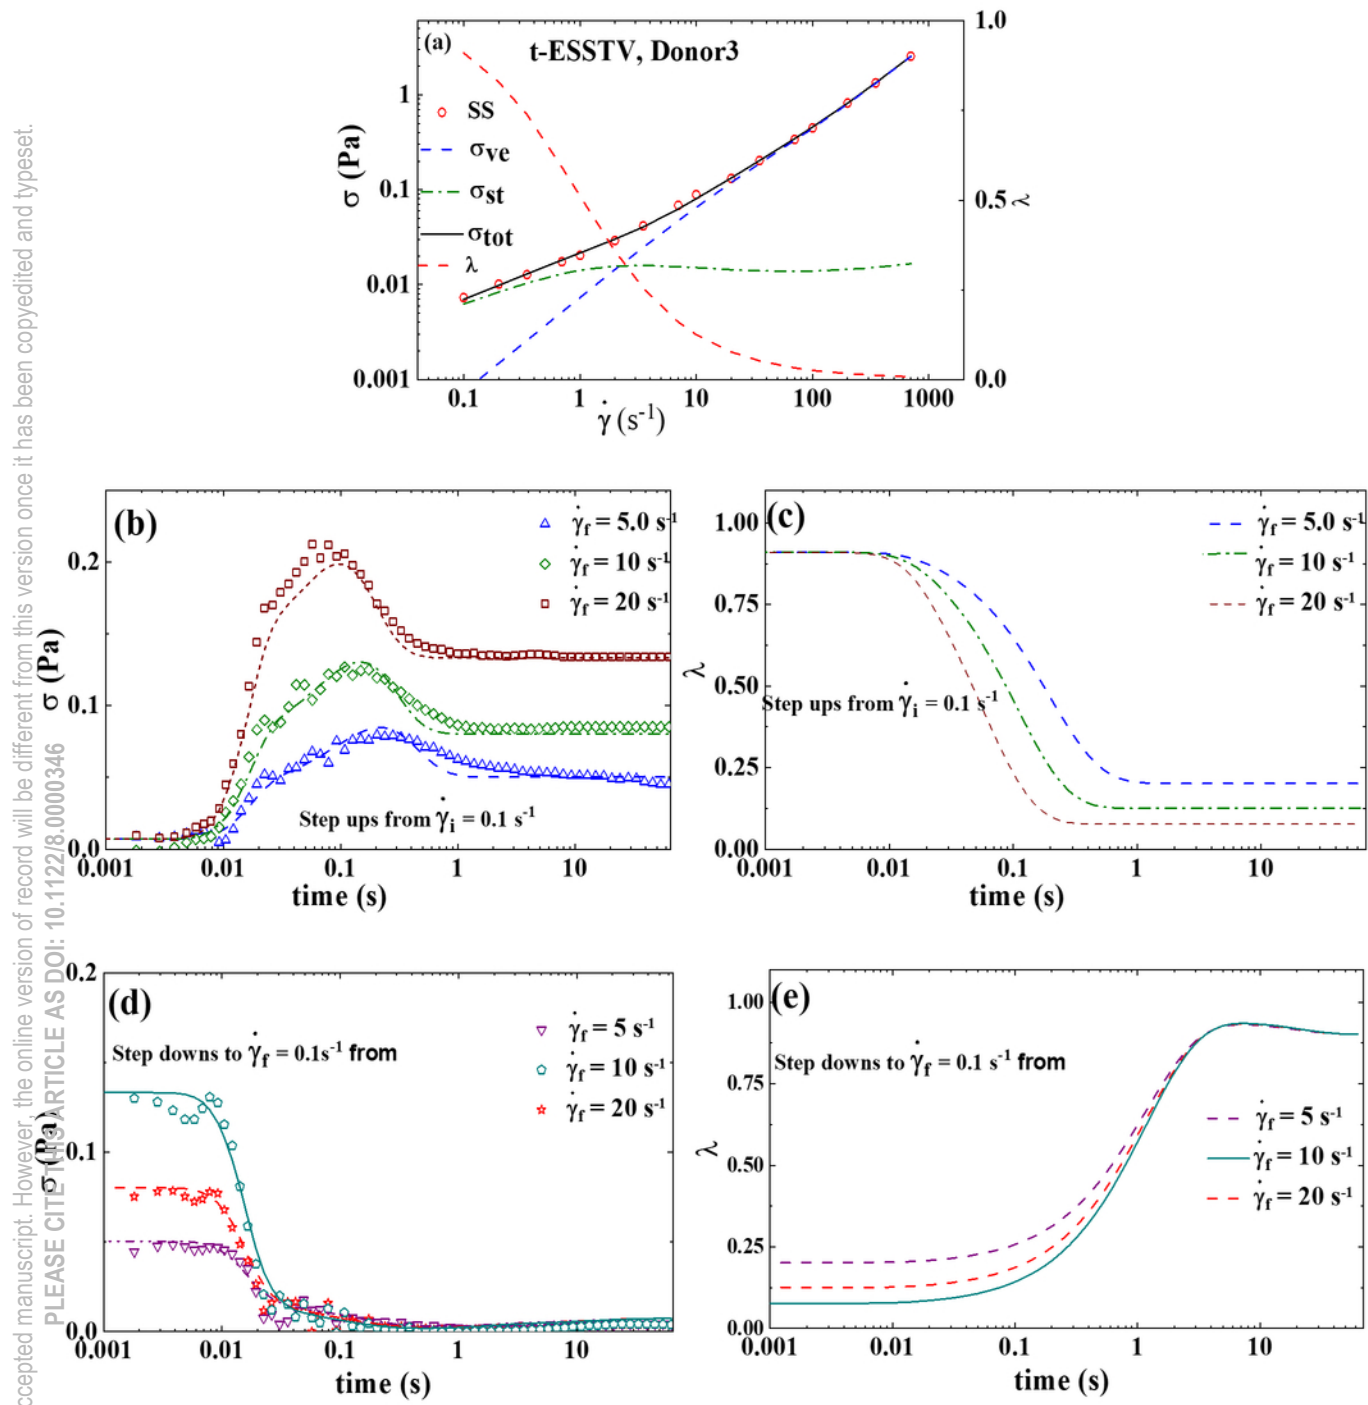 ccepted manuscript. However, the online version of record will be different from this version once it has been copyedited and typeset.
PLEASE CITE THIS ARTICLE AS DOI: 10.1122/8.0000346
(a)
t-ESSTV, Donor3
SS
σve
σst
σtot
λ
σ (Pa)
1
0.1
0.01
0.001
1.0
0.5
0.0
λ
0.1 1 10 100 1000
γ̇ (s⁻¹)
(b)
γ̇f = 5.0 s⁻¹
γ̇f = 10 s⁻¹
γ̇f = 20 s⁻¹
Step ups from γ̇i = 0.1 s⁻¹
σ (Pa)
0.2
0.1
0.0
0.001 0.01 0.1 1 10
time (s)
(c)
γ̇f = 5.0 s⁻¹
γ̇f = 10 s⁻¹
γ̇f = 20 s⁻¹
Step ups from γ̇i = 0.1 s⁻¹
λ
1.00
0.75
0.50
0.25
0.00
0.001 0.01 0.1 1 10
time (s)
(d)
Step downs to γ̇f = 0.1s⁻¹ from
γ̇f = 5 s⁻¹
γ̇f = 10 s⁻¹
γ̇f = 20 s⁻¹
σ (Pa)
0.2
0.1
0.0
0.001 0.01 0.1 1 10
time (s)
(e)
Step downs to γ̇f = 0.1 s⁻¹ from
γ̇f = 5 s⁻¹
γ̇f = 10 s⁻¹
γ̇f = 20 s⁻¹
λ
1.00
0.75
0.50
0.25
0.00
0.001 0.01 0.1 1 10
time (s)